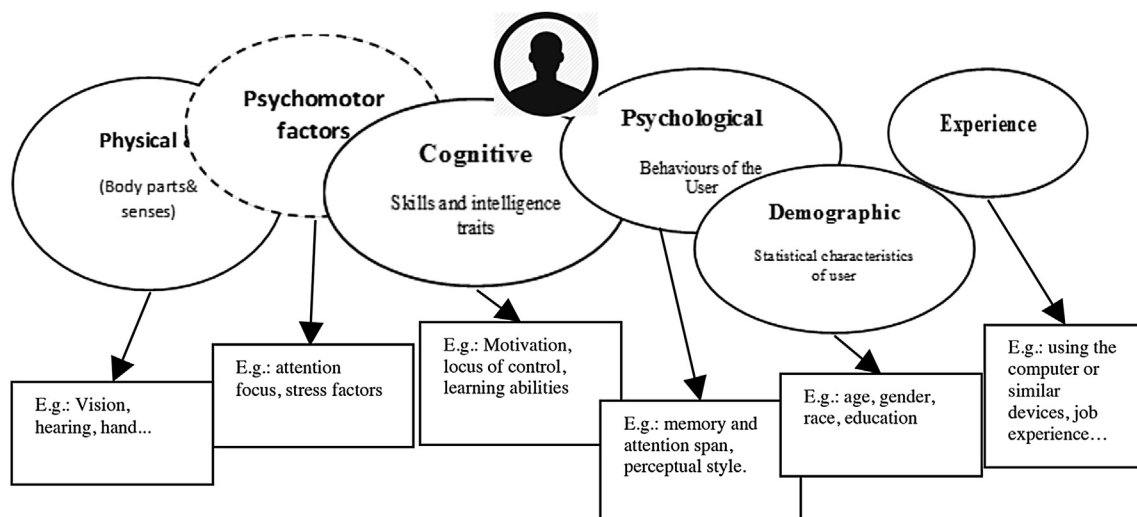 Physical
(Body parts&
senses)
Psychomotor
factors
Cognitive
Skills and intelligence
traits
Psychological
Behaviours of the
User
Demographic
Statistical characteristics
of user
Experience
E.g.: Vision,
hearing, hand...
E.g.: attention
focus, stress factors
E.g.: Motivation,
locus of control,
learning abilities
E.g.: memory and
attention span,
perceptual style.
E.g.: age, gender,
race, education
E.g.: using the
computer or
similar
devices, job
experience…